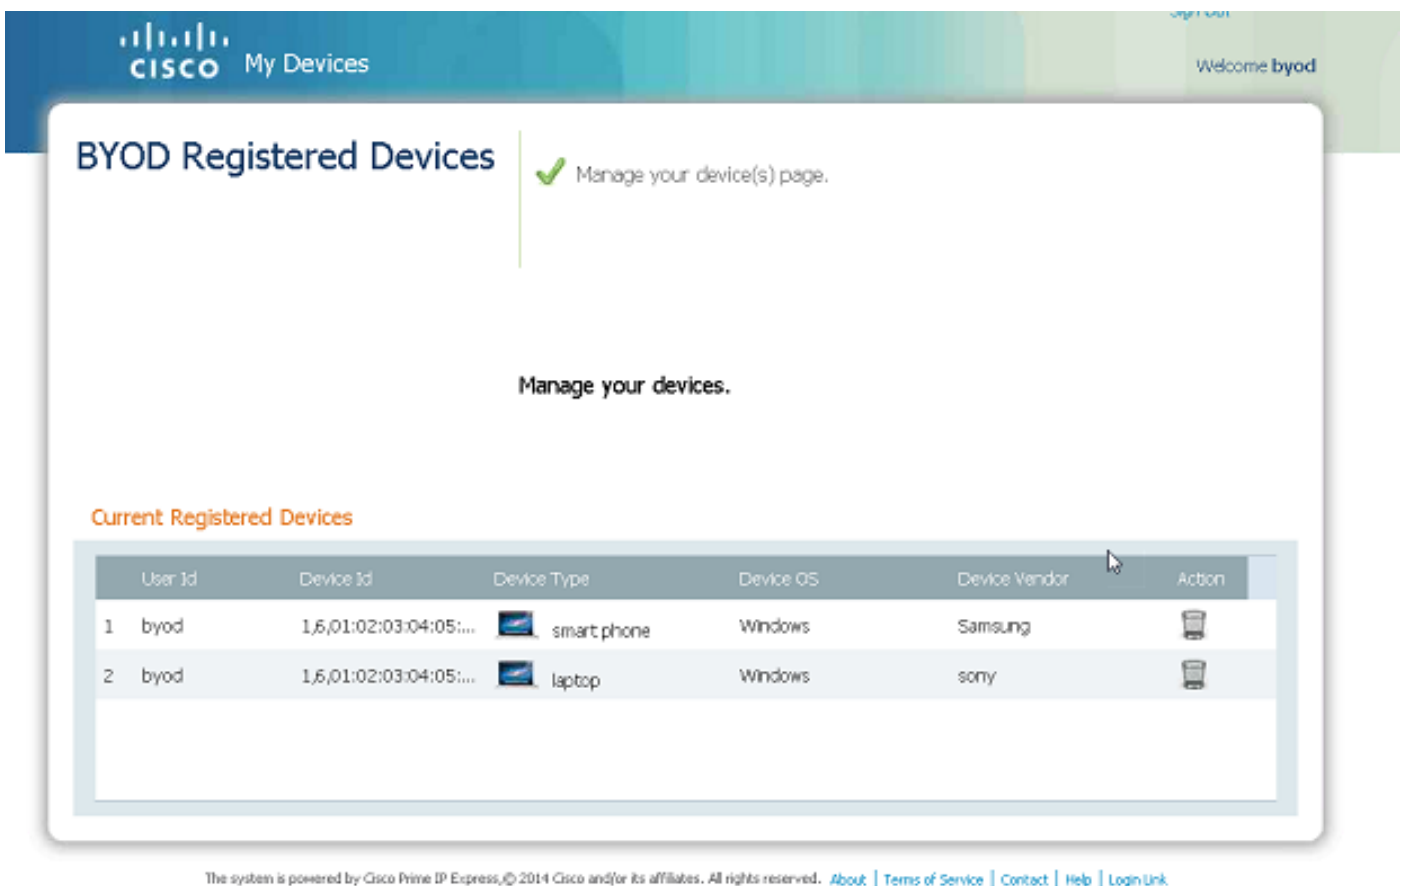 Sign Out
CISCO My Devices
Welcome byod
BYOD Registered Devices
Manage your device(s) page.
Manage your devices.
Current Registered Devices
User Id Device Id Device Type Device OS Device Vendor Action
1 byod 1,6,01:02:03:04:05:... smart phone Windows Samsung
2 byod 1,6,01:02:03:04:05:... laptop Windows sony
The system is powered by Cisco Prime IP Express,© 2014 Cisco and/or its affiliates. All rights reserved. About | Terms of Service | Contact | Help | Login Link